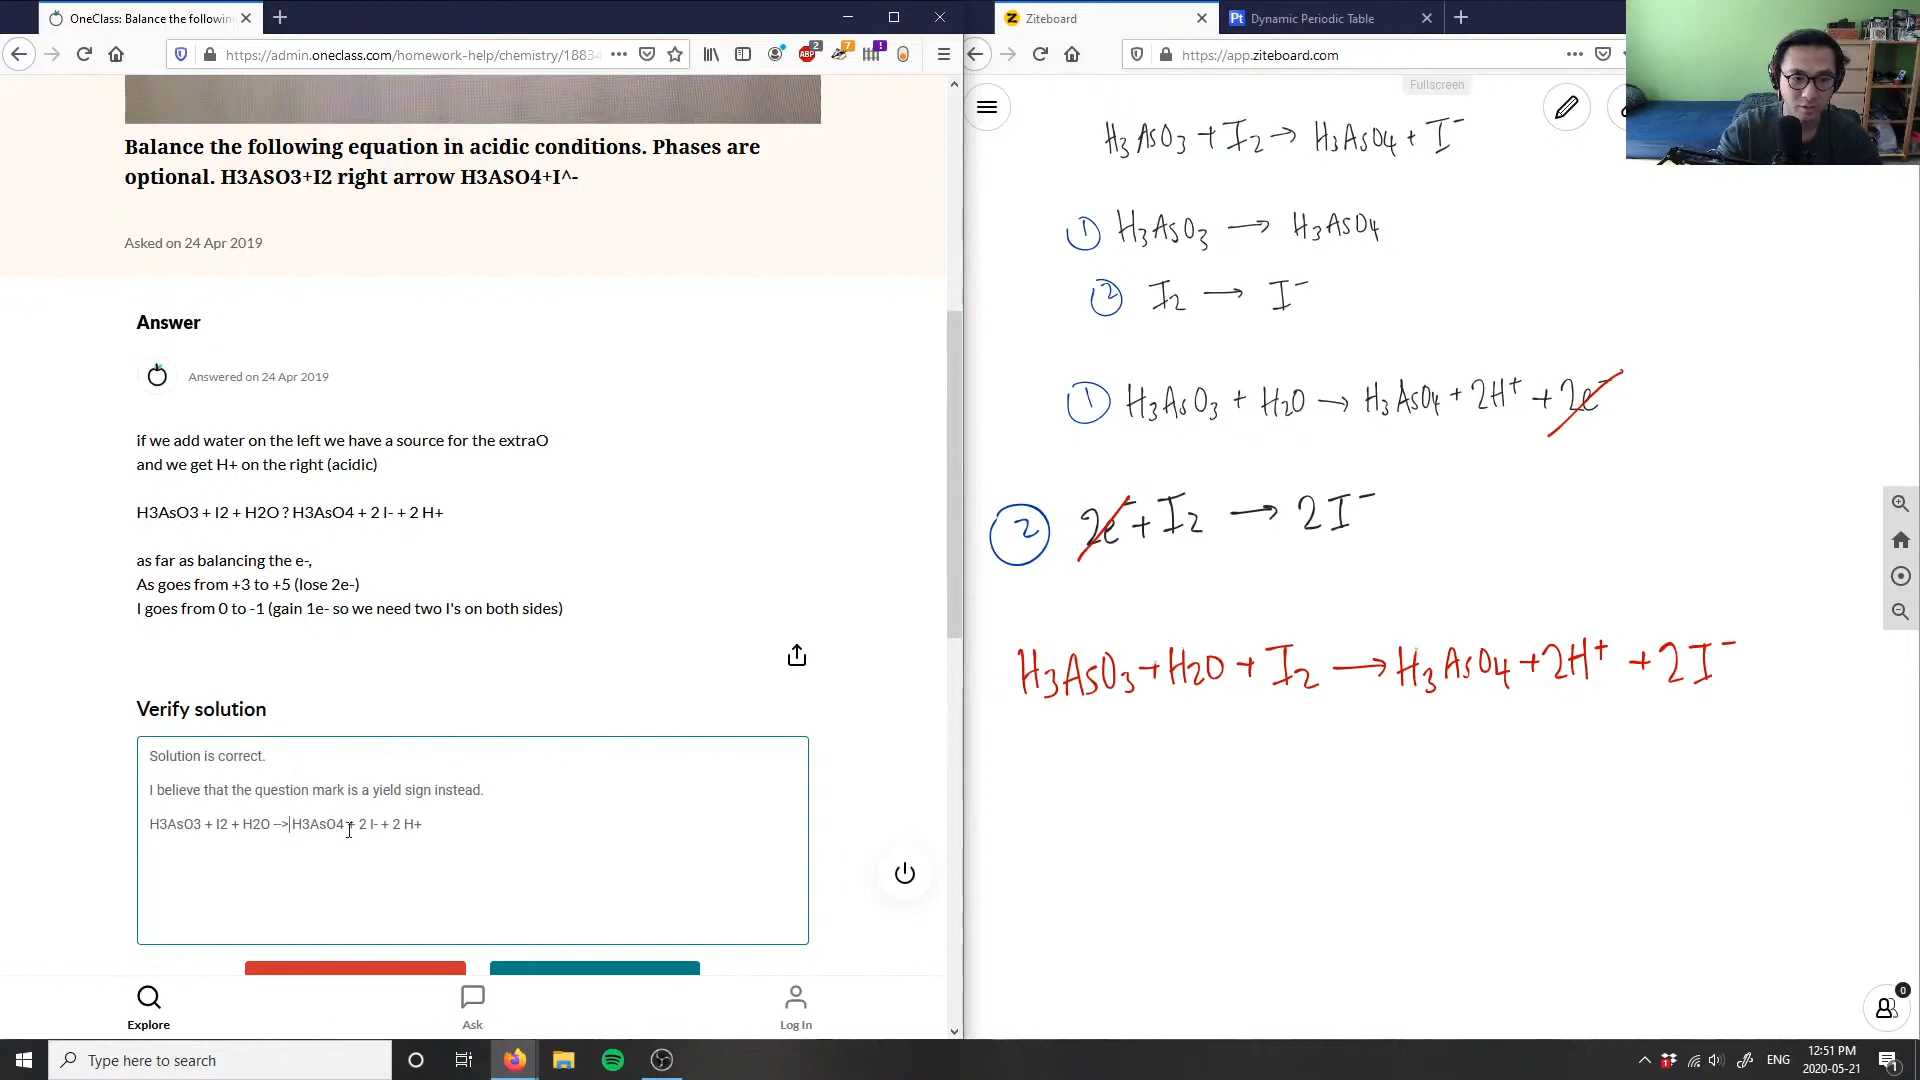 OneClass: Balance the followin
https://admin.oneclass.com/homework-help/chemistry/1883
2
7
!
Balance the following equation in acidic conditions. Phases are
optional. H3ASO3+I2 right arrow H3ASO4+I^-
Asked on 24 Apr 2019
Answer
Answered on 24 Apr 2019
if we add water on the left we have a source for the extraO
and we get H+ on the right (acidic)
H3AsO3 + I2 + H2O ? H3AsO4 + 2 I- + 2 H+
as far as balancing the e-,
As goes from +3 to +5 (lose 2e-)
I goes from 0 to -1 (gain 1e- so we need two I's on both sides)
Verify solution
Solution is correct.
I believe that the question mark is a yield sign instead.
H3AsO3 + I2 + H2O --> H3AsO4 + 2 I- + 2 H+
Explore
Ask
Log In
Ziteboard
Pt Dynamic Periodic Table
https://app.ziteboard.com
Fullscreen
H₃AsO₃ + I₂ → H₃AsO₄ + I⁻
① H₃AsO₃ → H₃AsO₄
② I₂ → I⁻
① H₃AsO₃ + H₂O → H₃AsO₄ + 2H⁺ + 2e⁻
② 2e⁻ + I₂ → 2I⁻
H₃AsO₃ + H₂O + I₂ → H₃AsO₄ + 2H⁺ + 2I⁻
0
Type here to search
ENG
12:51 PM
2020-05-21
1